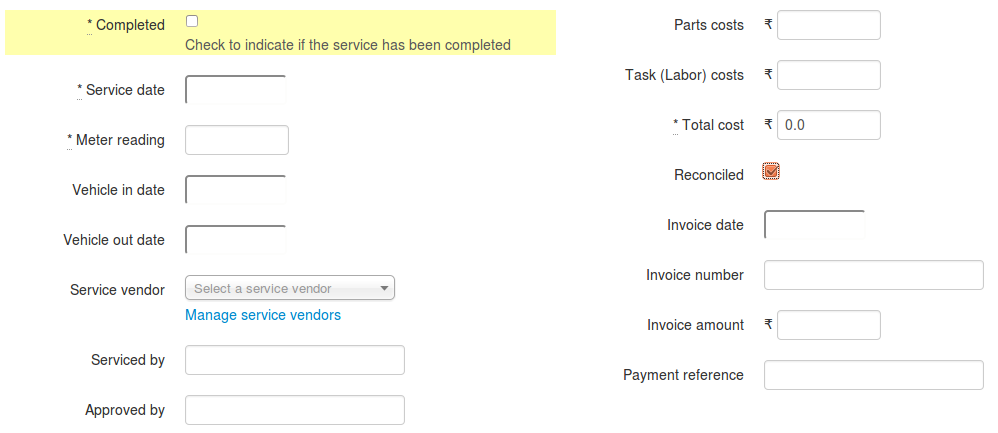 * Completed
Check to indicate if the service has been completed
* Service date
* Meter reading
Vehicle in date
Vehicle out date
Service vendor Select a service vendor
Manage service vendors
Serviced by
Approved by
Parts costs ₹
Task (Labor) costs ₹
* Total cost ₹ 0.0
Reconciled
Invoice date
Invoice number
Invoice amount ₹
Payment reference